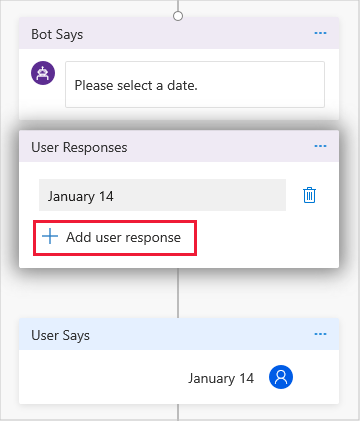 Bot Says
Please select a date.
User Responses
January 14
Add user response
User Says
January 14